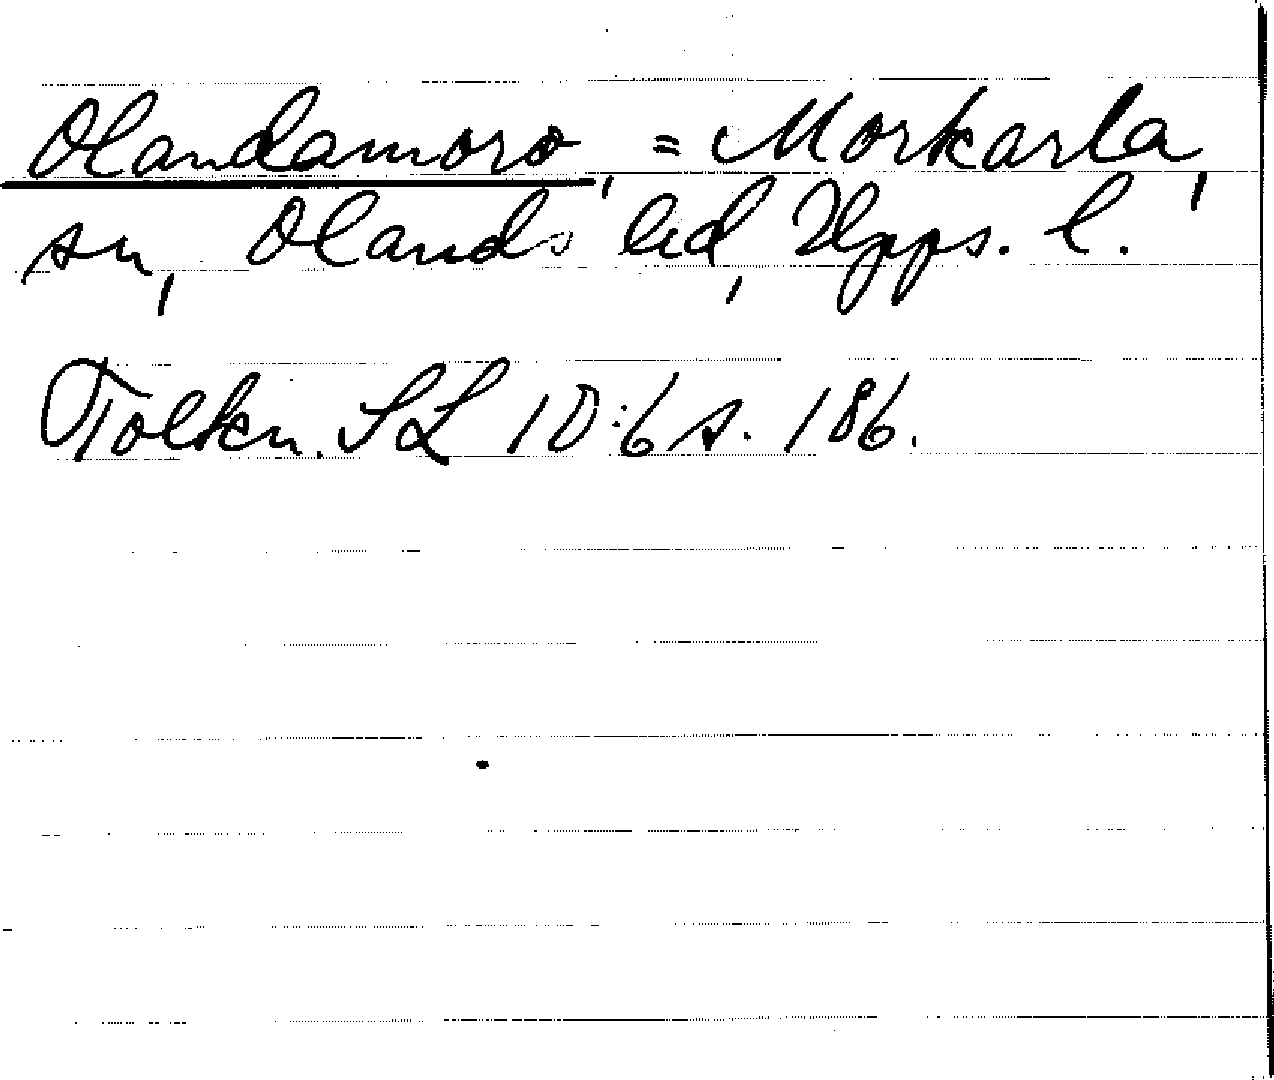 Olandamoro, = Morkarla,
sn, Olands hd, Upps. l.
Tolkn. SL 10:6 s. 186.